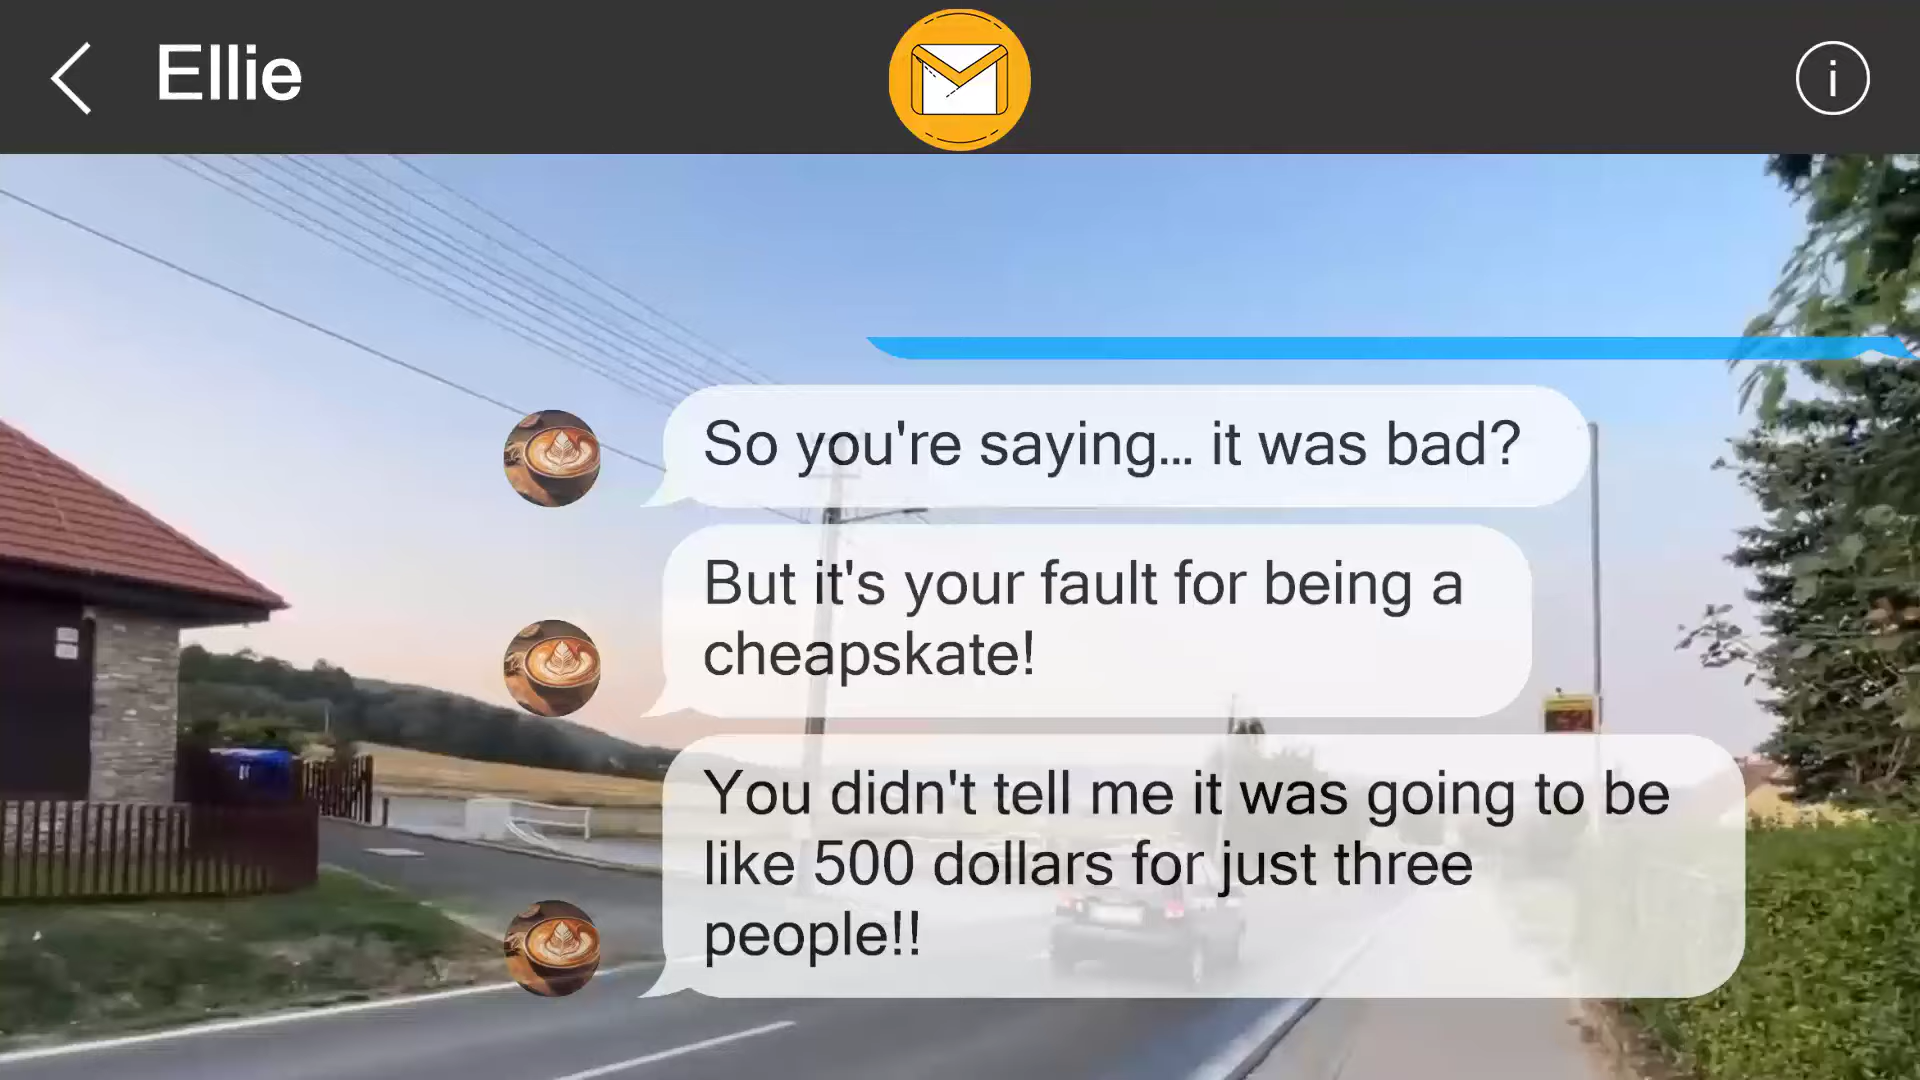 Ellie
So you're saying... it was bad?
But it's your fault for being a
cheapskate!
You didn't tell me it was going to be
like 500 dollars for just three
people!!